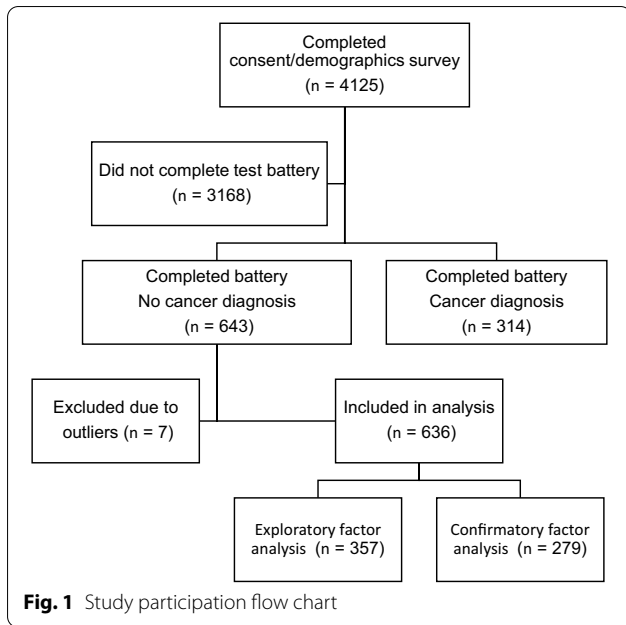 Completed
consent/demographics survey
(n = 4125)
Did not complete test battery
(n = 3168)
Completed battery
No cancer diagnosis
(n = 643)
Completed battery
Cancer diagnosis
(n = 314)
Excluded due to
outliers (n = 7)
Included in analysis
(n = 636)
Exploratory factor
analysis (n = 357)
Confirmatory factor
analysis (n = 279)
Fig. 1 Study participation flow chart